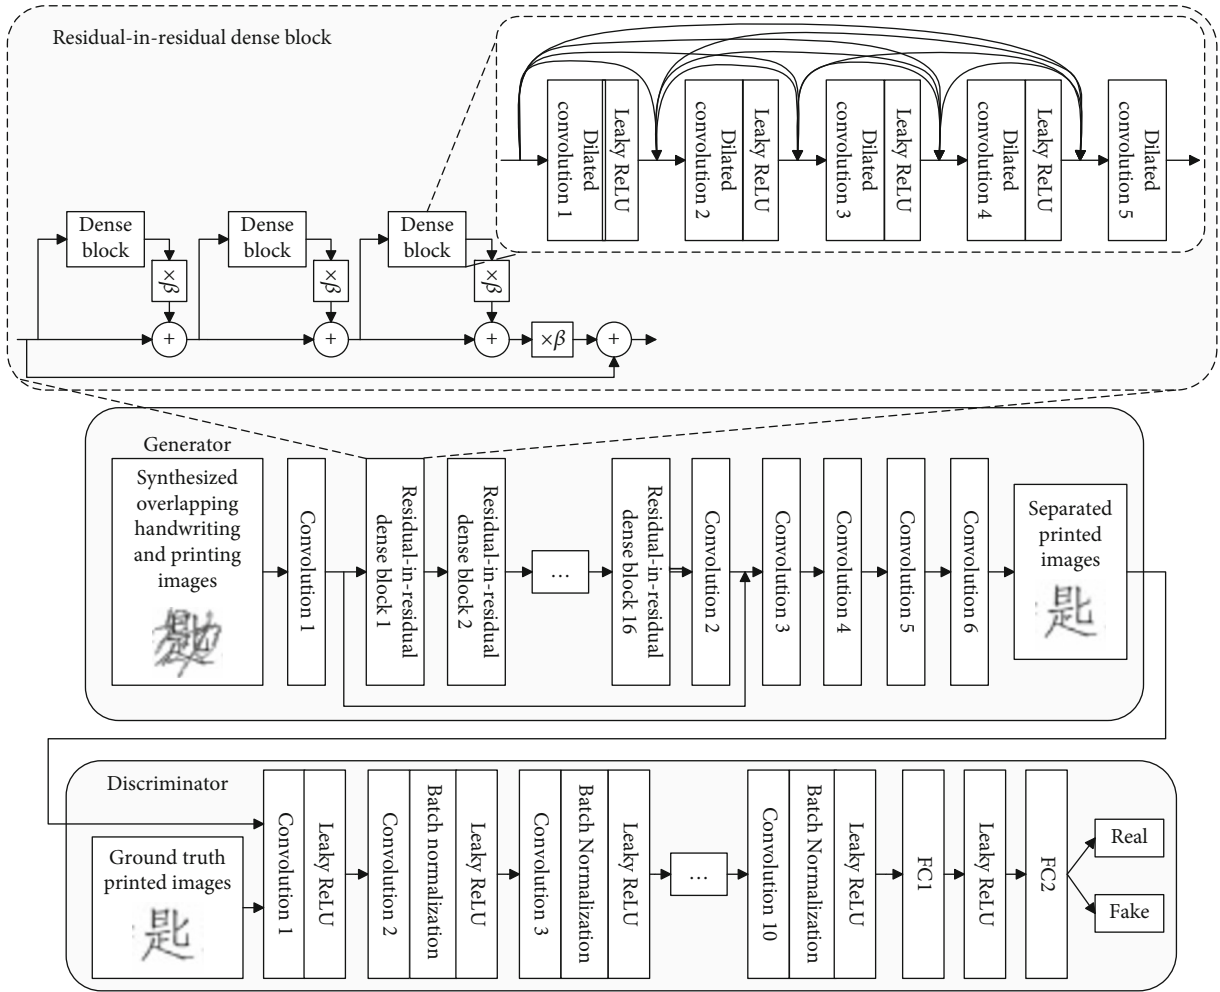 Residual-in-residual dense block
Dilated
convolution 1
Leaky ReLU
Dilated
convolution 2
Leaky ReLU
Dilated
convolution 3
Leaky ReLU
Dilated
convolution 4
Leaky ReLU
Dilated
convolution 5
Dense
block
×β
+
Dense
block
×β
+
Dense
block
×β
+
×β
+
Generator
Synthesized
overlapping
handwriting
and printing
images
Convolution 1
Residual-in-residual
dense block 1
Residual-in-residual
dense block 2
...
Residual-in-residual
dense block 16
Convolution 2
Convolution 3
Convolution 4
Convolution 5
Convolution 6
Separated
printed
images
匙
Discriminator
Ground truth
printed images
匙
Convolution 1
Leaky ReLU
Convolution 2
Batch normalization
Leaky ReLU
Convolution 3
Batch Normalization
Leaky ReLU
...
Convolution 10
Batch Normalization
Leaky ReLU
FC1
Leaky ReLU
FC2
Real
Fake